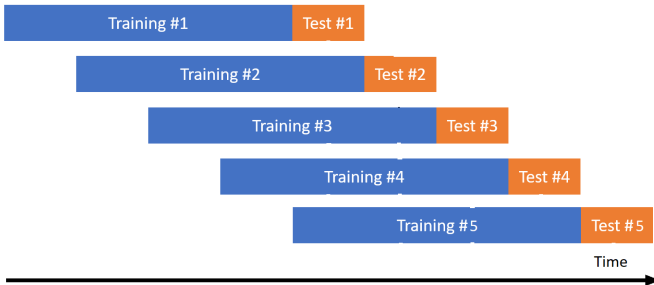 Training #1 Test #1
Training #2 Test #2
Training #3 Test #3
Training #4 Test #4
Training #5 Test #5
Time